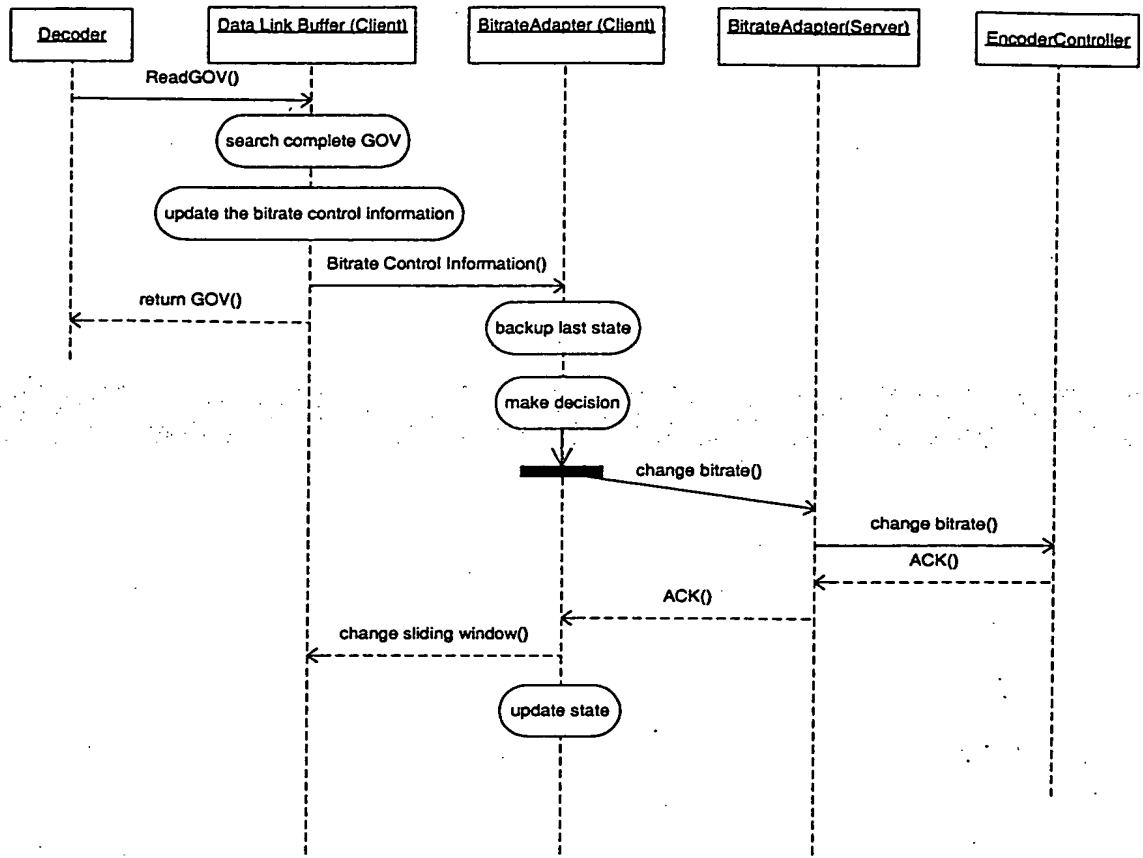 Decoder
Data Link Buffer (Client)
BitrateAdapter (Client)
BitrateAdapter(Server)
EncoderController
ReadGOV()
search complete GOV
update the bitrate control information
Bitrate Control Information()
return GOV()
backup last state
make decision
change bitrate()
change bitrate()
ACK()
ACK()
change sliding window()
update state